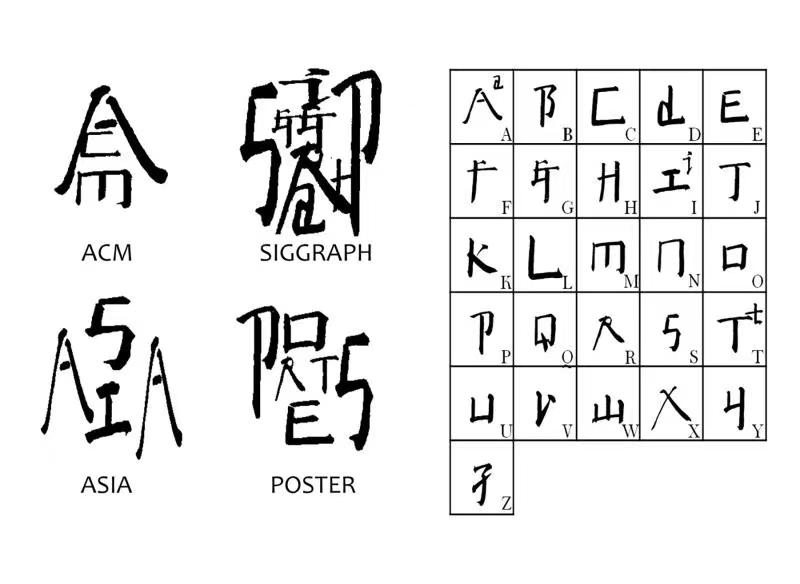 ACM
SIGGRAPH
ASIA
POSTER
A B C D E
F G H I J
K L M N O
P Q R S T
U V W X Y
Z